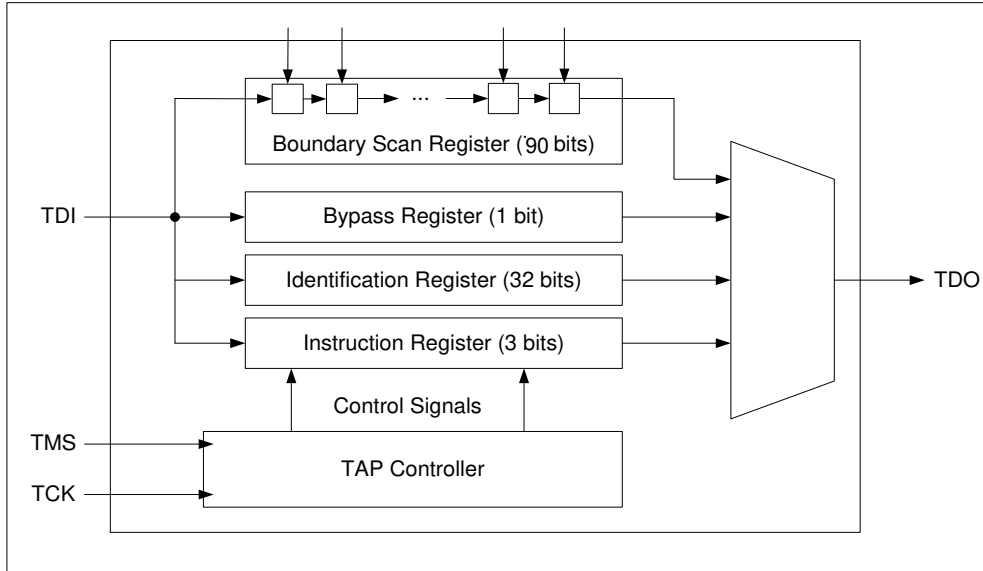 ...
Boundary Scan Register (90 bits)
TDI
Bypass Register (1 bit)
Identification Register (32 bits)
TDO
Instruction Register (3 bits)
Control Signals
TMS
TAP Controller
TCK